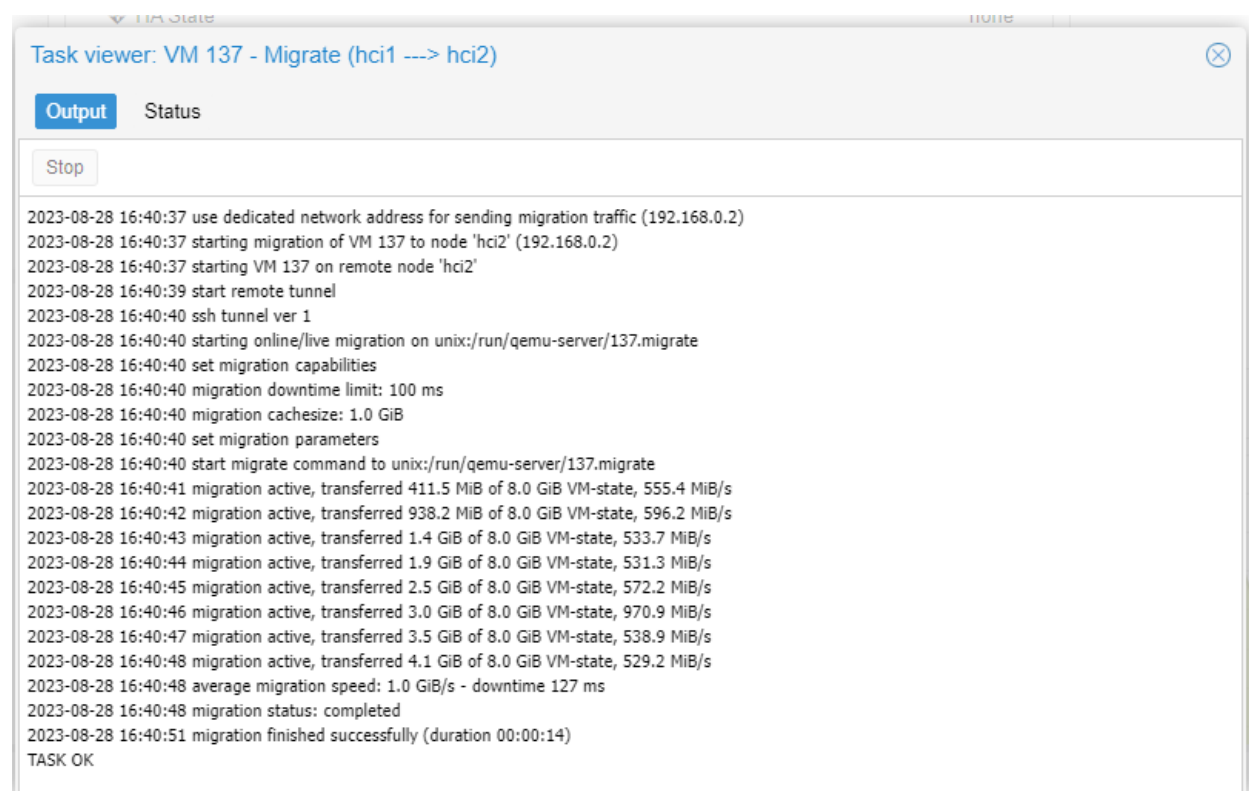 HA State none
Task viewer: VM 137 - Migrate (hci1 ---> hci2)
Output Status
Stop
2023-08-28 16:40:37 use dedicated network address for sending migration traffic (192.168.0.2)
2023-08-28 16:40:37 starting migration of VM 137 to node 'hci2' (192.168.0.2)
2023-08-28 16:40:37 starting VM 137 on remote node 'hci2'
2023-08-28 16:40:39 start remote tunnel
2023-08-28 16:40:40 ssh tunnel ver 1
2023-08-28 16:40:40 starting online/live migration on unix:/run/qemu-server/137.migrate
2023-08-28 16:40:40 set migration capabilities
2023-08-28 16:40:40 migration downtime limit: 100 ms
2023-08-28 16:40:40 migration cachesize: 1.0 GiB
2023-08-28 16:40:40 set migration parameters
2023-08-28 16:40:40 start migrate command to unix:/run/qemu-server/137.migrate
2023-08-28 16:40:41 migration active, transferred 411.5 MiB of 8.0 GiB VM-state, 555.4 MiB/s
2023-08-28 16:40:42 migration active, transferred 938.2 MiB of 8.0 GiB VM-state, 596.2 MiB/s
2023-08-28 16:40:43 migration active, transferred 1.4 GiB of 8.0 GiB VM-state, 533.7 MiB/s
2023-08-28 16:40:44 migration active, transferred 1.9 GiB of 8.0 GiB VM-state, 531.3 MiB/s
2023-08-28 16:40:45 migration active, transferred 2.5 GiB of 8.0 GiB VM-state, 572.2 MiB/s
2023-08-28 16:40:46 migration active, transferred 3.0 GiB of 8.0 GiB VM-state, 970.9 MiB/s
2023-08-28 16:40:47 migration active, transferred 3.5 GiB of 8.0 GiB VM-state, 538.9 MiB/s
2023-08-28 16:40:48 migration active, transferred 4.1 GiB of 8.0 GiB VM-state, 529.2 MiB/s
2023-08-28 16:40:48 average migration speed: 1.0 GiB/s - downtime 127 ms
2023-08-28 16:40:48 migration status: completed
2023-08-28 16:40:51 migration finished successfully (duration 00:00:14)
TASK OK